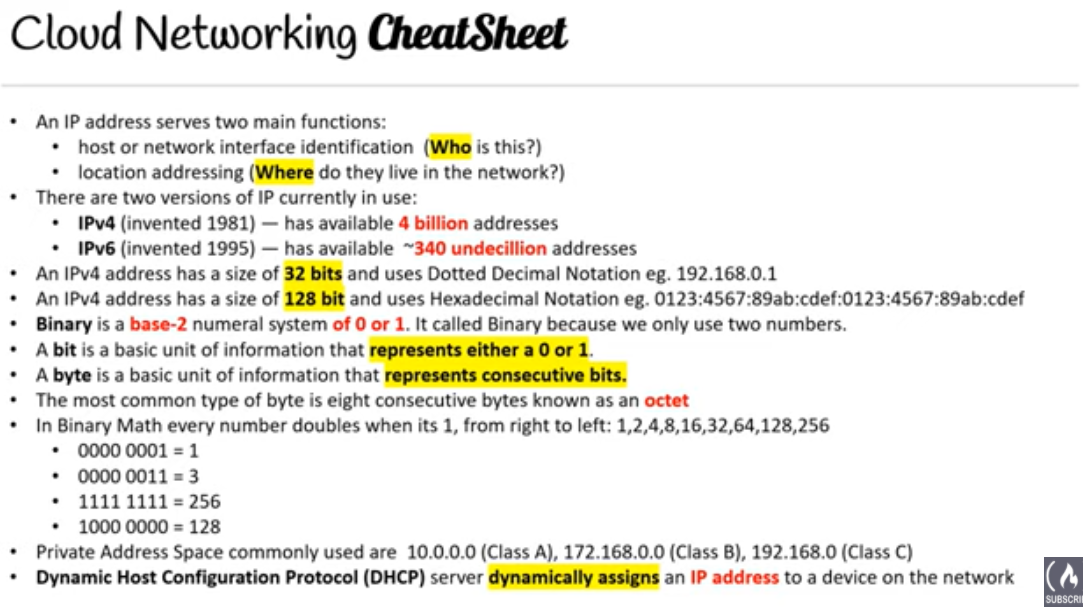 Cloud Networking CheatSheet
• An IP address serves two main functions:
• host or network interface identification (Who is this?)
• location addressing (Where do they live in the network?)
• There are two versions of IP currently in use:
• IPv4 (invented 1981) — has available 4 billion addresses
• IPv6 (invented 1995) — has available ~340 undecillion addresses
• An IPv4 address has a size of 32 bits and uses Dotted Decimal Notation eg. 192.168.0.1
• An IPv4 address has a size of 128 bit and uses Hexadecimal Notation eg. 0123:4567:89ab:cdef:0123:4567:89ab:cdef
• Binary is a base-2 numeral system of 0 or 1. It called Binary because we only use two numbers.
• A bit is a basic unit of information that represents either a 0 or 1.
• A byte is a basic unit of information that represents consecutive bits.
• The most common type of byte is eight consecutive bytes known as an octet
• In Binary Math every number doubles when its 1, from right to left: 1,2,4,8,16,32,64,128,256
• 0000 0001 = 1
• 0000 0011 = 3
• 1111 1111 = 256
• 1000 0000 = 128
• Private Address Space commonly used are 10.0.0.0 (Class A), 172.168.0.0 (Class B), 192.168.0 (Class C)
• Dynamic Host Configuration Protocol (DHCP) server dynamically assigns an IP address to a device on the network
SUBSCRI